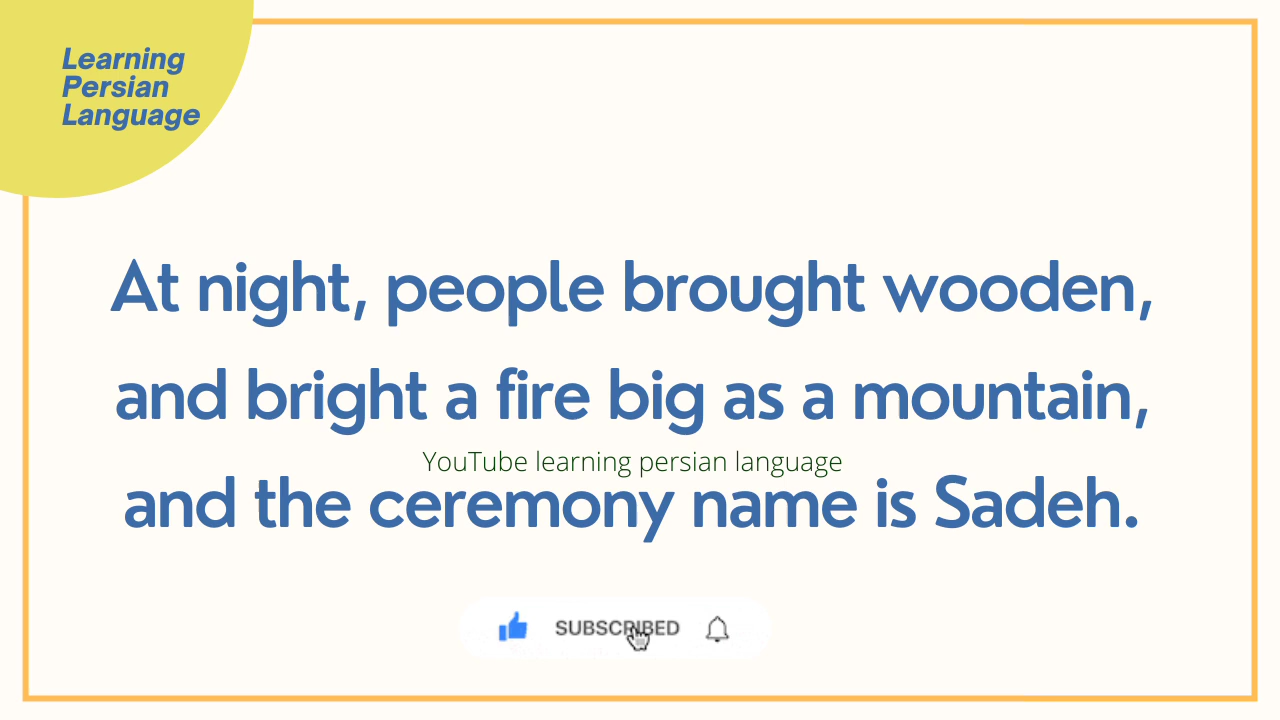 Learning
Persian
Language
At night, people brought wooden,
and bright a fire big as a mountain,
YouTube learning persian language
and the ceremony name is Sadeh.
SUBSCRIBED